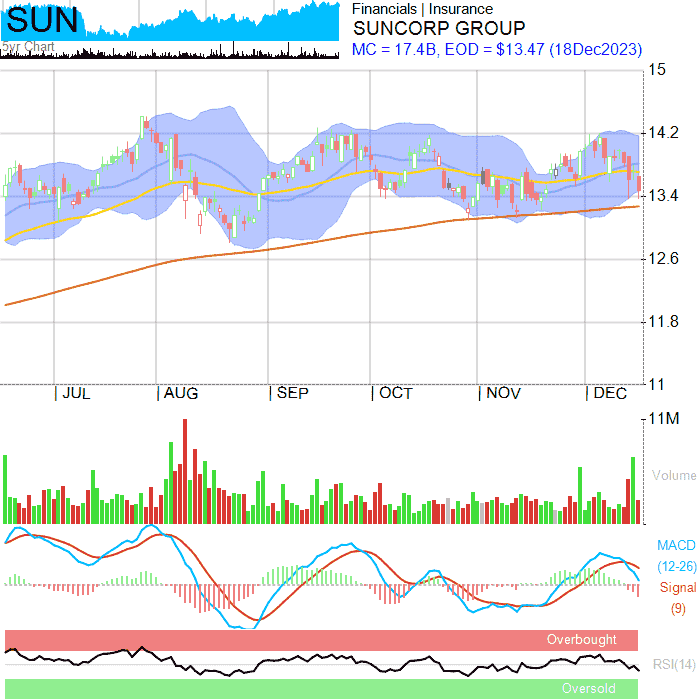 SUN
5yr Chart
Financials | Insurance
SUNCORP GROUP
MC = 17.4B, EOD = $13.47 (18Dec2023)
15
14.2
13.4
12.6
11.8
11
JUL AUG SEP OCT NOV DEC
11M
Volume
MACD
(12-26)
Signal
(9)
Overbought
RSI(14)
Oversold